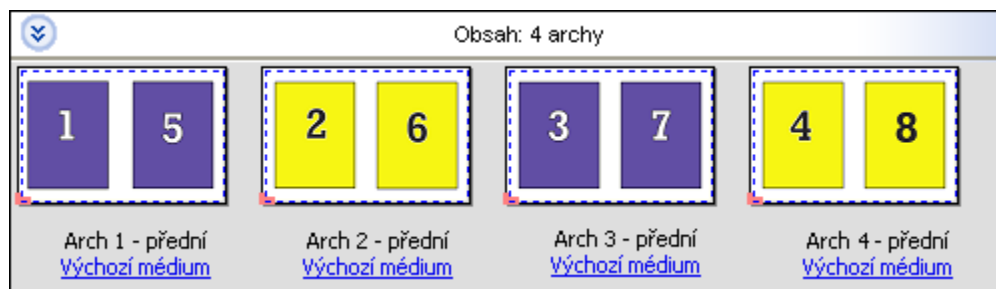 Obsah: 4 archy
1 5 2 6 3 7 4 8
Arch 1 - přední Arch 2 - přední Arch 3 - přední Arch 4 - přední
Výchozí médium Výchozí médium Výchozí médium Výchozí médium